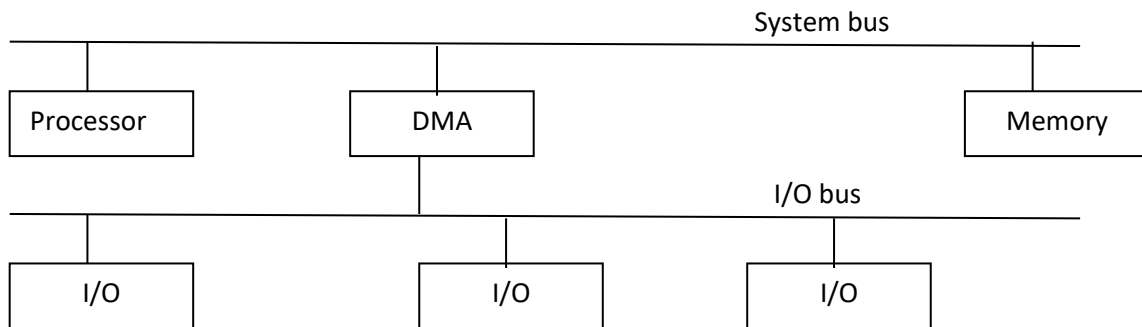 System bus
Processor
DMA
Memory
I/O bus
I/O
I/O
I/O